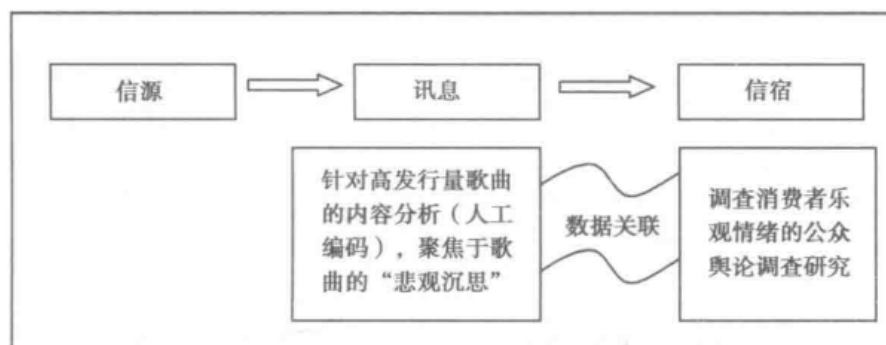 信源
讯息
信宿
针对高发行量歌曲
的内容分析（人工
编码），聚焦于歌
曲的“悲观沉思”
数据关联
调查消费者乐
观情绪的公众
舆论调查研究